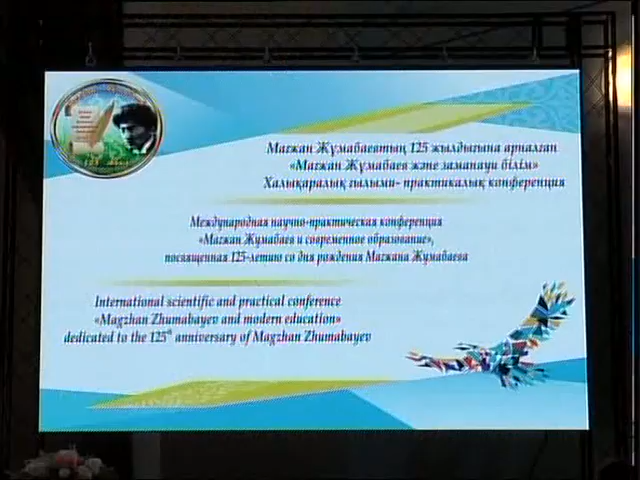 Мағжан Жұмабаевтың 125 жылдығына арналған
«Мағжан Жұмабаев және заманауи білім»
Халықаралық ғылыми- практикалық конференция
Международная научно-практическая конференция
«Магжан Жумабаев и современное образование»,
посвященная 125-летию со дня рождения Магжана Жумабаева
International scientific and practical conference
«Magzhan Zhumabayev and modern education»
dedicated to the 125th anniversary of Magzhan Zhumabayev